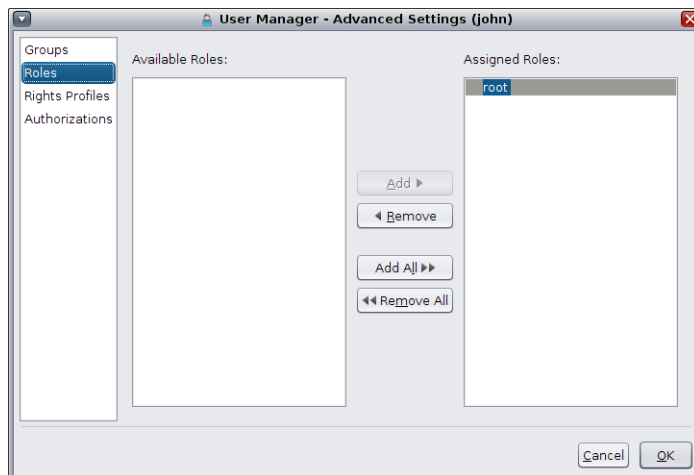 User Manager - Advanced Settings (john)
Groups
Roles
Rights Profiles
Authorizations
Available Roles:
Add
Remove
Add All
Remove All
Assigned Roles:
root
Cancel
OK